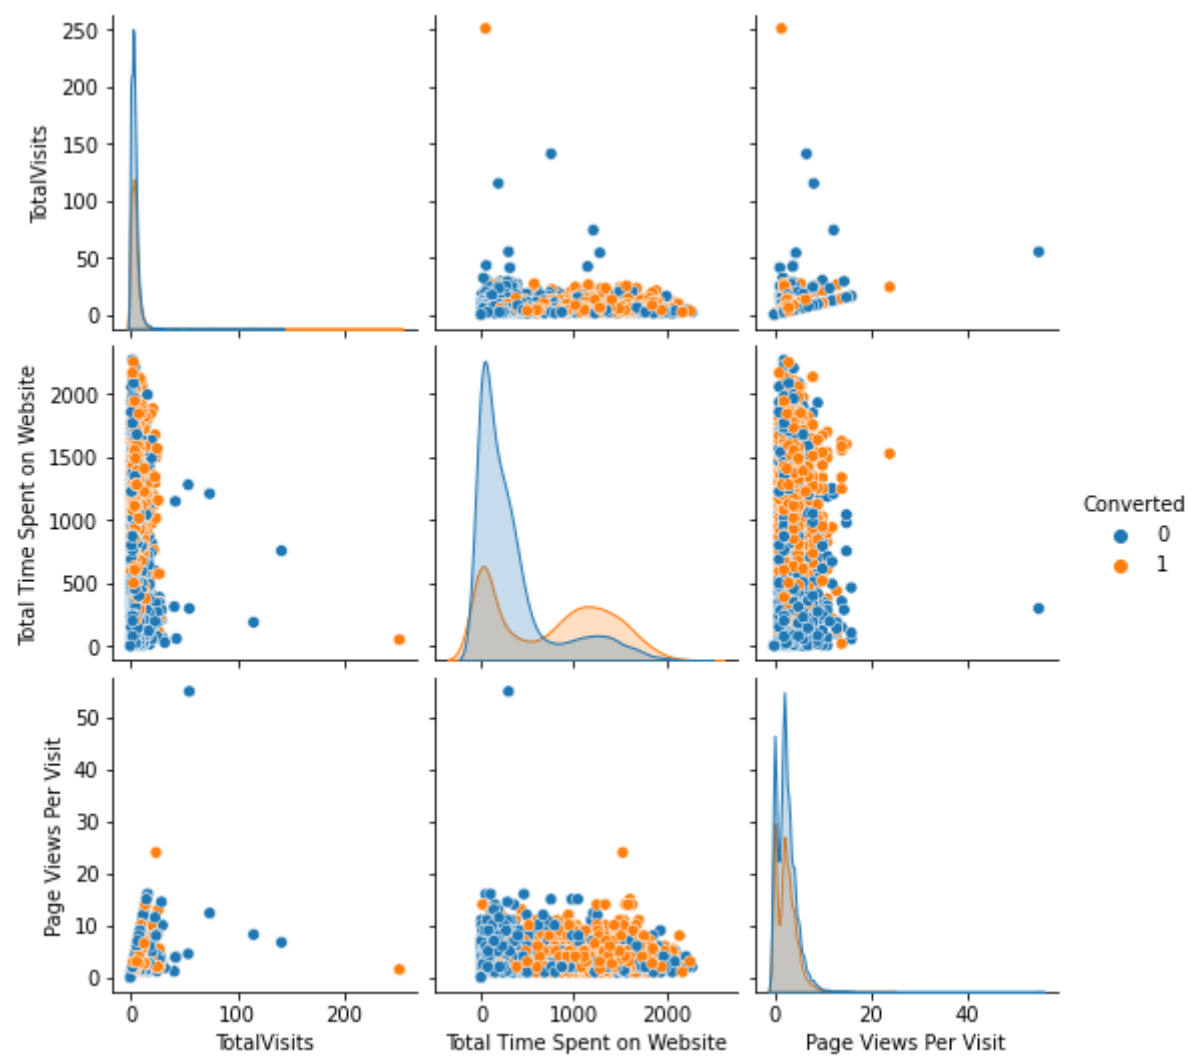 250
200
150
100
50
0
TotalVisits
2000
1500
1000
500
0
Total Time Spent on Website
Converted
0
1
50
40
30
20
10
0
Page Views Per Visit
0 100 200
0 1000 2000
0 20 40
TotalVisits
Total Time Spent on Website
Page Views Per Visit